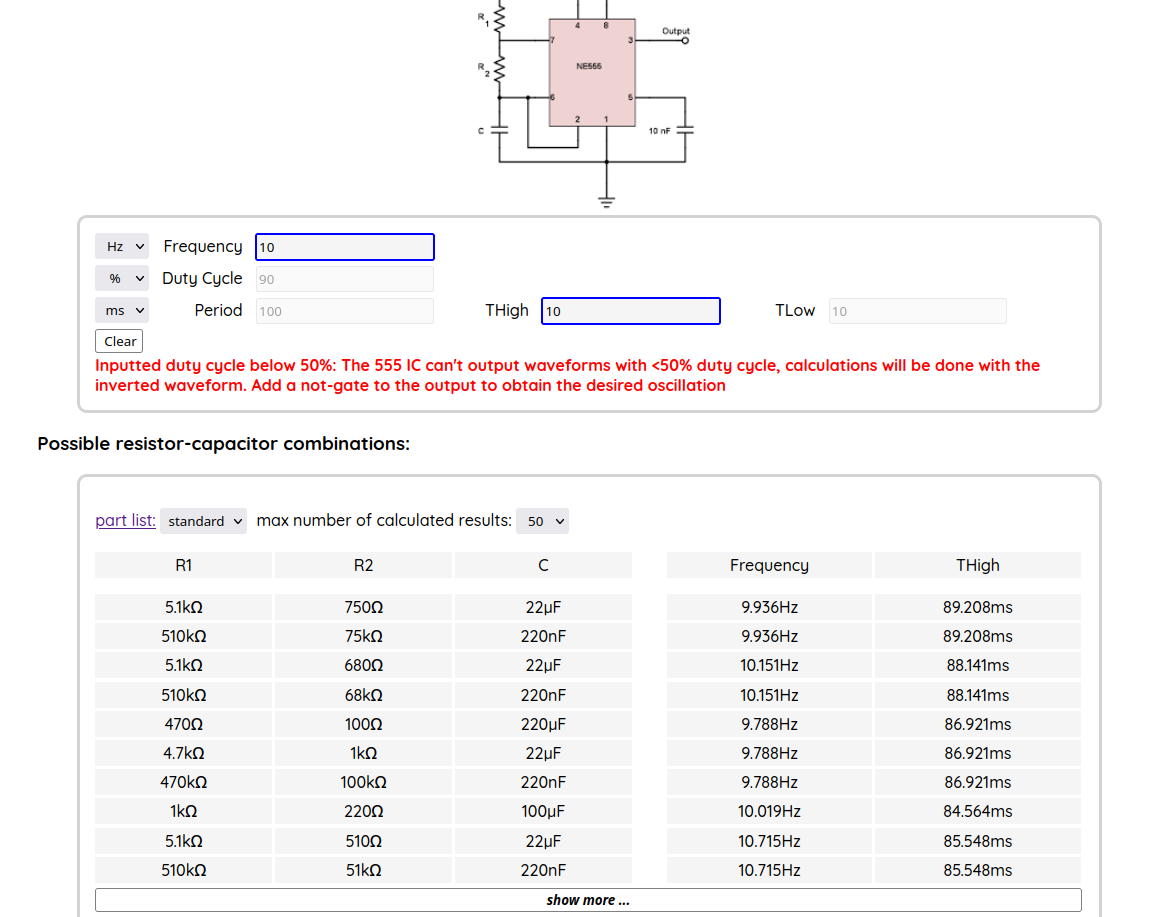 R1
4 8
Output
7 3
R2
NE555
6 5
2 1
C
10 nF
Hz Frequency 10
% Duty Cycle 90
ms Period 100 THigh 10 TLow 10
Clear
Inputted duty cycle below 50%: The 555 IC can't output waveforms with <50% duty cycle, calculations will be done with the
inverted waveform. Add a not-gate to the output to obtain the desired oscillation
Possible resistor-capacitor combinations:
part list: standard max number of calculated results: 50
R1 R2 C Frequency THigh
5.1kΩ 750Ω 22µF 9.936Hz 89.208ms
510kΩ 75kΩ 220nF 9.936Hz 89.208ms
5.1kΩ 680Ω 22µF 10.151Hz 88.141ms
510kΩ 68kΩ 220nF 10.151Hz 88.141ms
470Ω 100Ω 220µF 9.788Hz 86.921ms
4.7kΩ 1kΩ 22µF 9.788Hz 86.921ms
470kΩ 100kΩ 220nF 9.788Hz 86.921ms
1kΩ 220Ω 100µF 10.019Hz 84.564ms
5.1kΩ 510Ω 22µF 10.715Hz 85.548ms
510kΩ 51kΩ 220nF 10.715Hz 85.548ms
show more ...